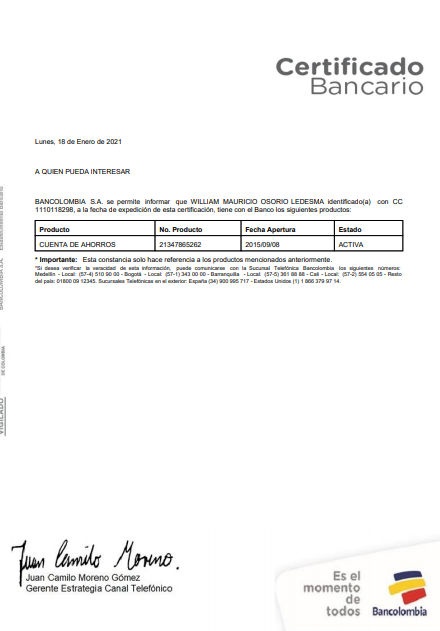 Certificado
Bancario
Lunes, 18 de Enero de 2021
A QUIEN PUEDA INTERESAR
BANCOLOMBIA S.A. se permite informar que WILLIAM MAURICIO OSORIO LEDESMA identificado(a) con CC
1110118298, a la fecha de expedición de esta certificación, tiene con el Banco los siguientes productos:
Producto No. Producto Fecha Apertura Estado
CUENTA DE AHORROS 21347865262 2015/09/08 ACTIVA
* Importante: Esta constancia solo hace referencia a los productos mencionados anteriormente.
*Si desea verificar la veracidad de esta información, puede comunicarse con la Sucursal Telefónica Bancolombia los siguientes números:
Medellín - Local: (57-4) 510 90 00 - Bogotá - Local: (57-1) 343 00 00 - Barranquilla - Local: (57-5) 361 88 88 - Cali - Local: (57-2) 554 05 05 - Resto
del país: 01800 09 12345. Sucursales Telefónicas en el exterior: España (34) 900 995 717 - Estados Unidos (1) 1 866 379 97 14.
BANCOLOMBIA S.A. Establecimiento Bancario
DE COLOMBIA
VIGILADO
Juan Camilo Moreno.
Juan Camilo Moreno Gómez
Gerente Estrategia Canal Telefónico
Es el
momento
de
todos
Bancolombia